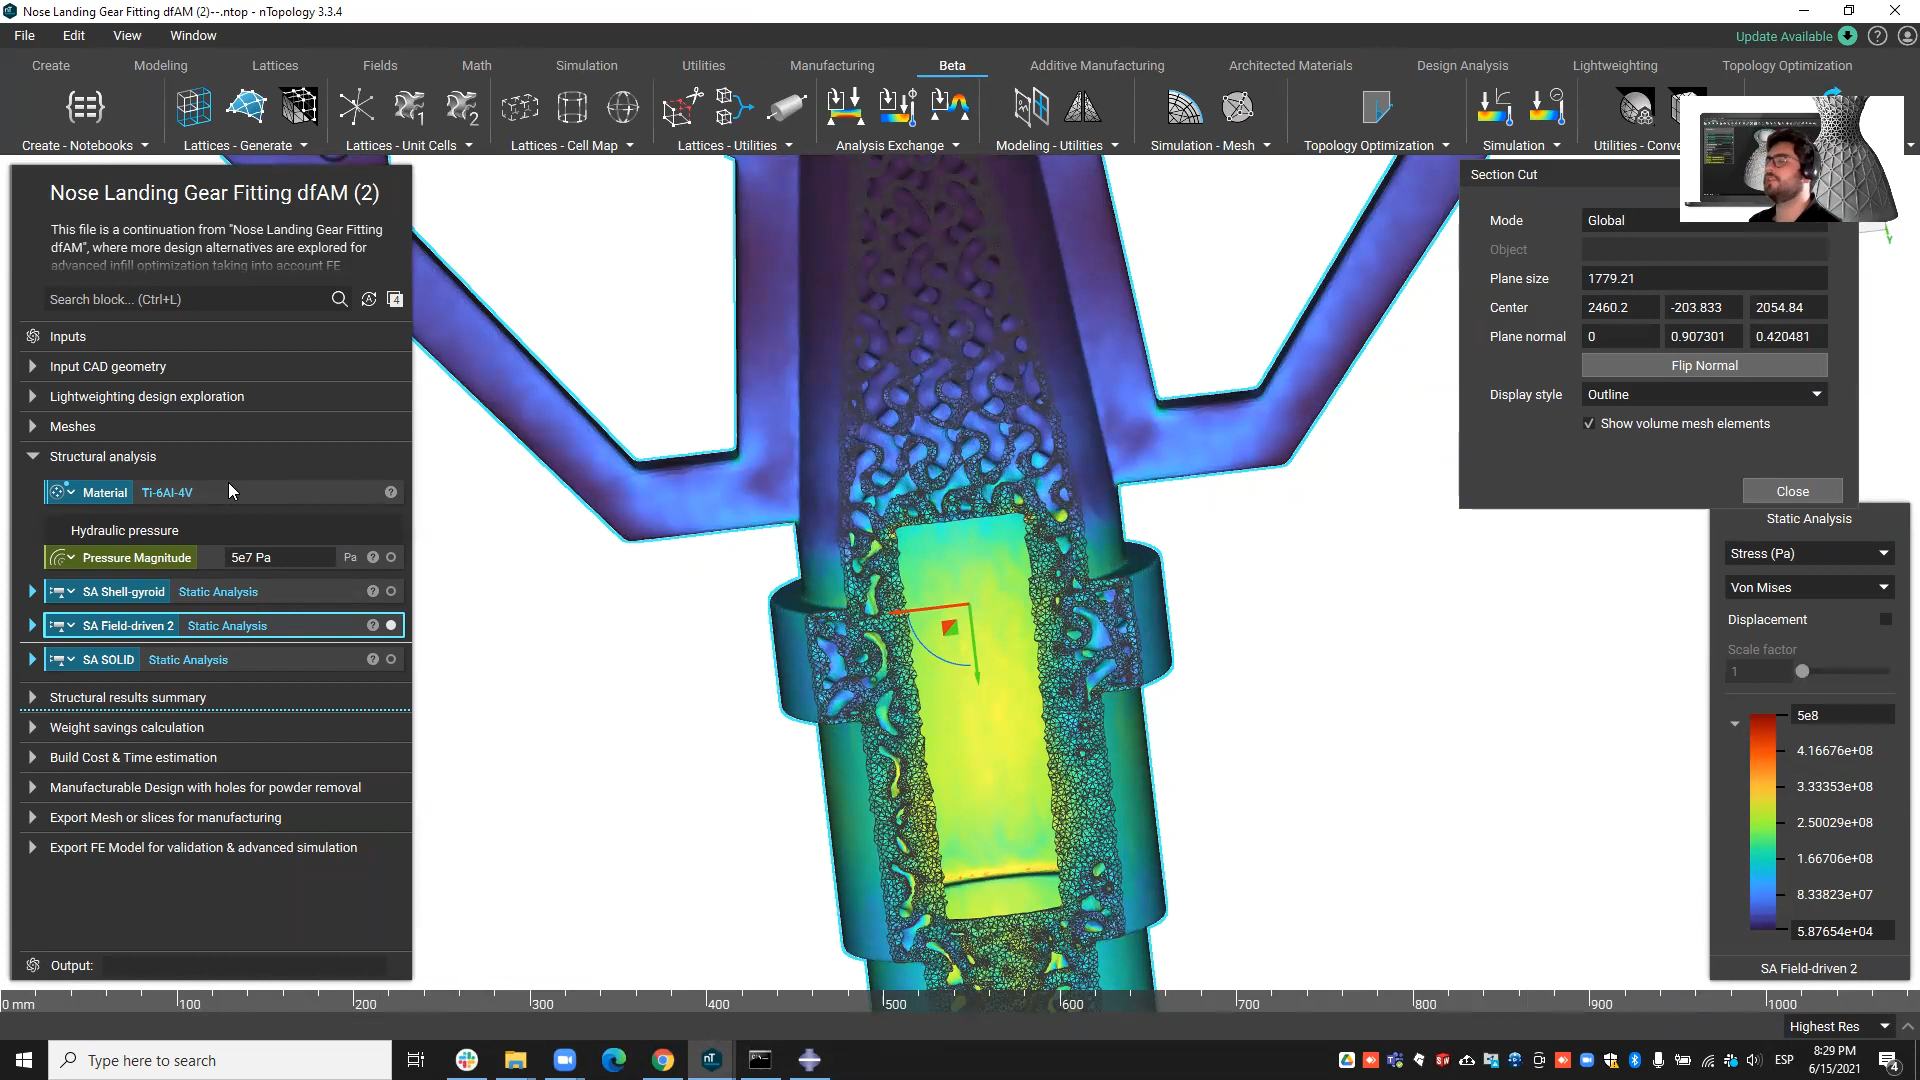 Nose Landing Gear Fitting dfAM (2)--.ntop - nTopology 3.3.4
File Edit View Window
Update Available
Create Modeling Lattices Fields Math Simulation Utilities Manufacturing Beta Additive Manufacturing Architected Materials Design Analysis Lightweighting Topology Optimization
Create - Notebooks Lattices - Generate Lattices - Unit Cells Lattices - Cell Map Lattices - Utilities Analysis Exchange Modeling - Utilities Simulation - Mesh Topology Optimization Simulation Utilities - Conv
Nose Landing Gear Fitting dfAM (2)
This file is a continuation from "Nose Landing Gear Fitting
dfAM", where more design alternatives are explored for
advanced infill optimization taking into account FE
Search block... (Ctrl+L)
4
Inputs
Input CAD geometry
Lightweighting design exploration
Meshes
Structural analysis
Material Ti-6Al-4V
Hydraulic pressure
Pressure Magnitude 5e7 Pa Pa
SA Shell-gyroid Static Analysis
SA Field-driven 2 Static Analysis
SA SOLID Static Analysis
Structural results summary
Weight savings calculation
Build Cost & Time estimation
Manufacturable Design with holes for powder removal
Export Mesh or slices for manufacturing
Export FE Model for validation & advanced simulation
Output:
Section Cut
Mode Global
Object
Plane size 1779.21
Center 2460.2 -203.833 2054.84
Plane normal 0 0.907301 0.420481
Flip Normal
Display style Outline
Show volume mesh elements
Close
Y
Static Analysis
Stress (Pa)
Von Mises
Displacement
Scale factor
1
5e8
4.16676e+08
3.33353e+08
2.50029e+08
1.66706e+08
8.33823e+07
5.87654e+04
SA Field-driven 2
0 mm 100 200 300 400 500 600 700 800 900 1000
Highest Res
Type here to search
nT
ESP
8:29 PM
6/15/2021
4